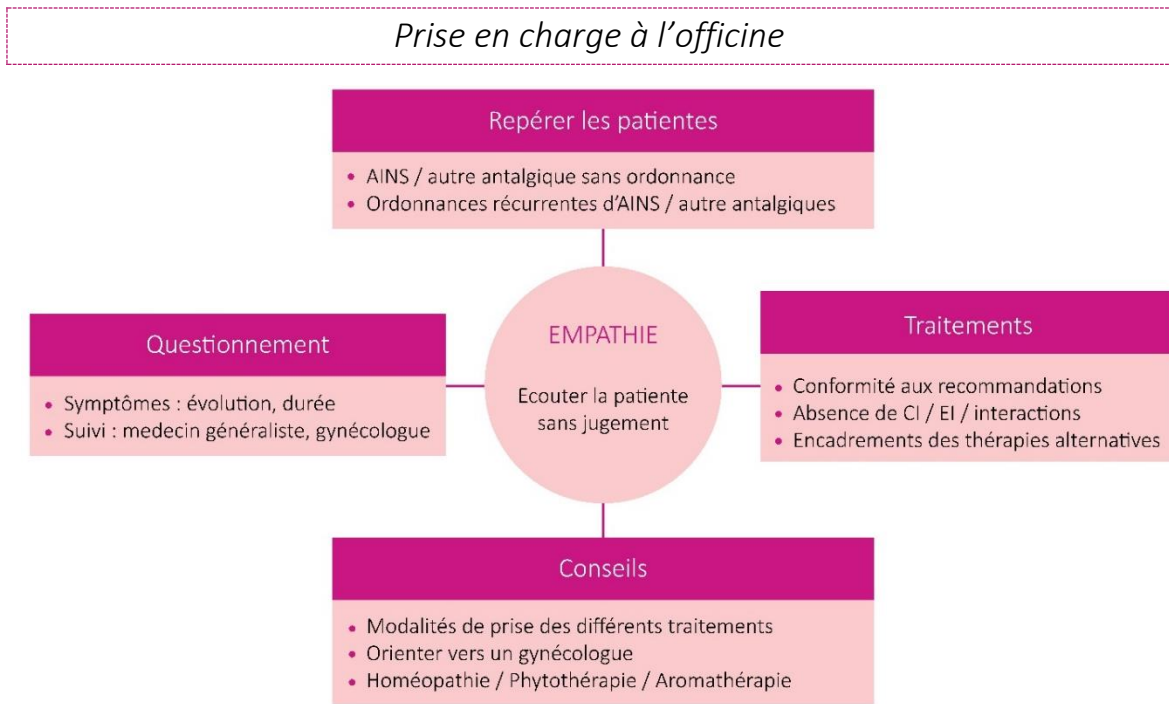 Prise en charge à l’officine
Repérer les patientes
• AINS / autre antalgique sans ordonnance
• Ordonnances récurrentes d’AINS / autre antalgiques
Questionnement
• Symptômes : évolution, durée
• Suivi : medecin généraliste, gynécologue
EMPATHIE
Ecouter la patiente
sans jugement
Traitements
• Conformité aux recommandations
• Absence de CI / EI / interactions
• Encadrements des thérapies alternatives
Conseils
• Modalités de prise des différents traitements
• Orienter vers un gynécologue
• Homéopathie / Phytothérapie / Aromathérapie